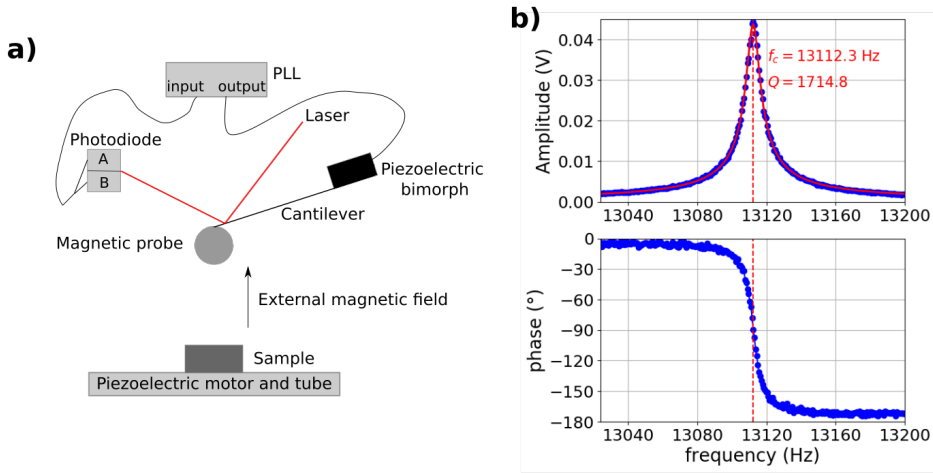 a)
PLL
input output
Laser
Photodiode
A
B
Piezoelectric
bimorph
Cantilever
Magnetic probe
External magnetic field
Sample
Piezoelectric motor and tube
b)
Amplitude (V)
0.04
0.03
0.02
0.01
0.00
f_c = 13112.3 Hz
Q = 1714.8
13040 13080 13120 13160 13200
phase (°)
0
−30
−60
−90
−120
−150
−180
13040 13080 13120 13160 13200
frequency (Hz)